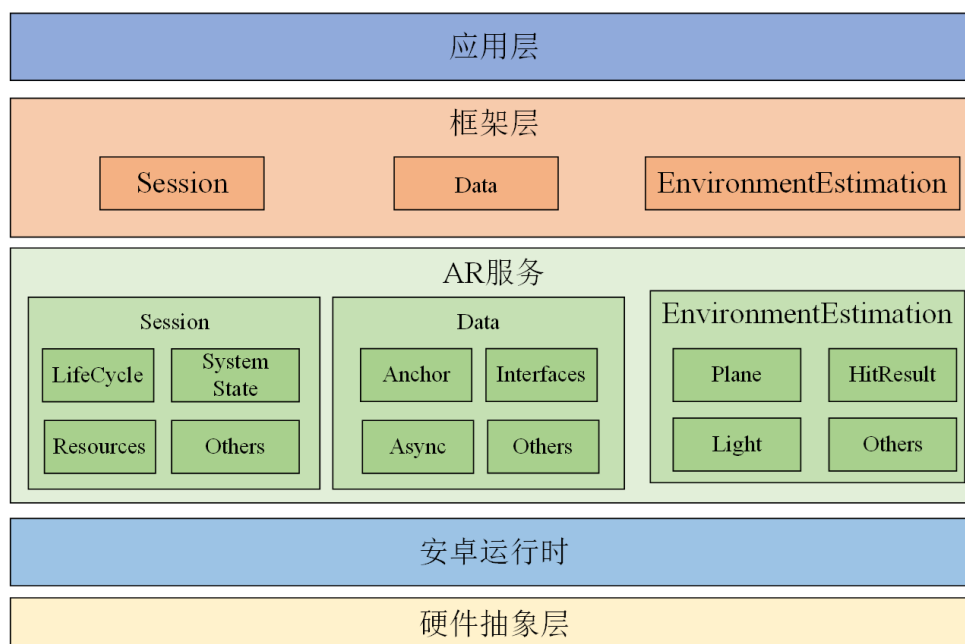 应用层
框架层
Session
Data
EnvironmentEstimation
AR服务
Session
LifeCycle
System
State
Resources
Others
Data
Anchor
Interfaces
Async
Others
EnvironmentEstimation
Plane
HitResult
Light
Others
安卓运行时
硬件抽象层